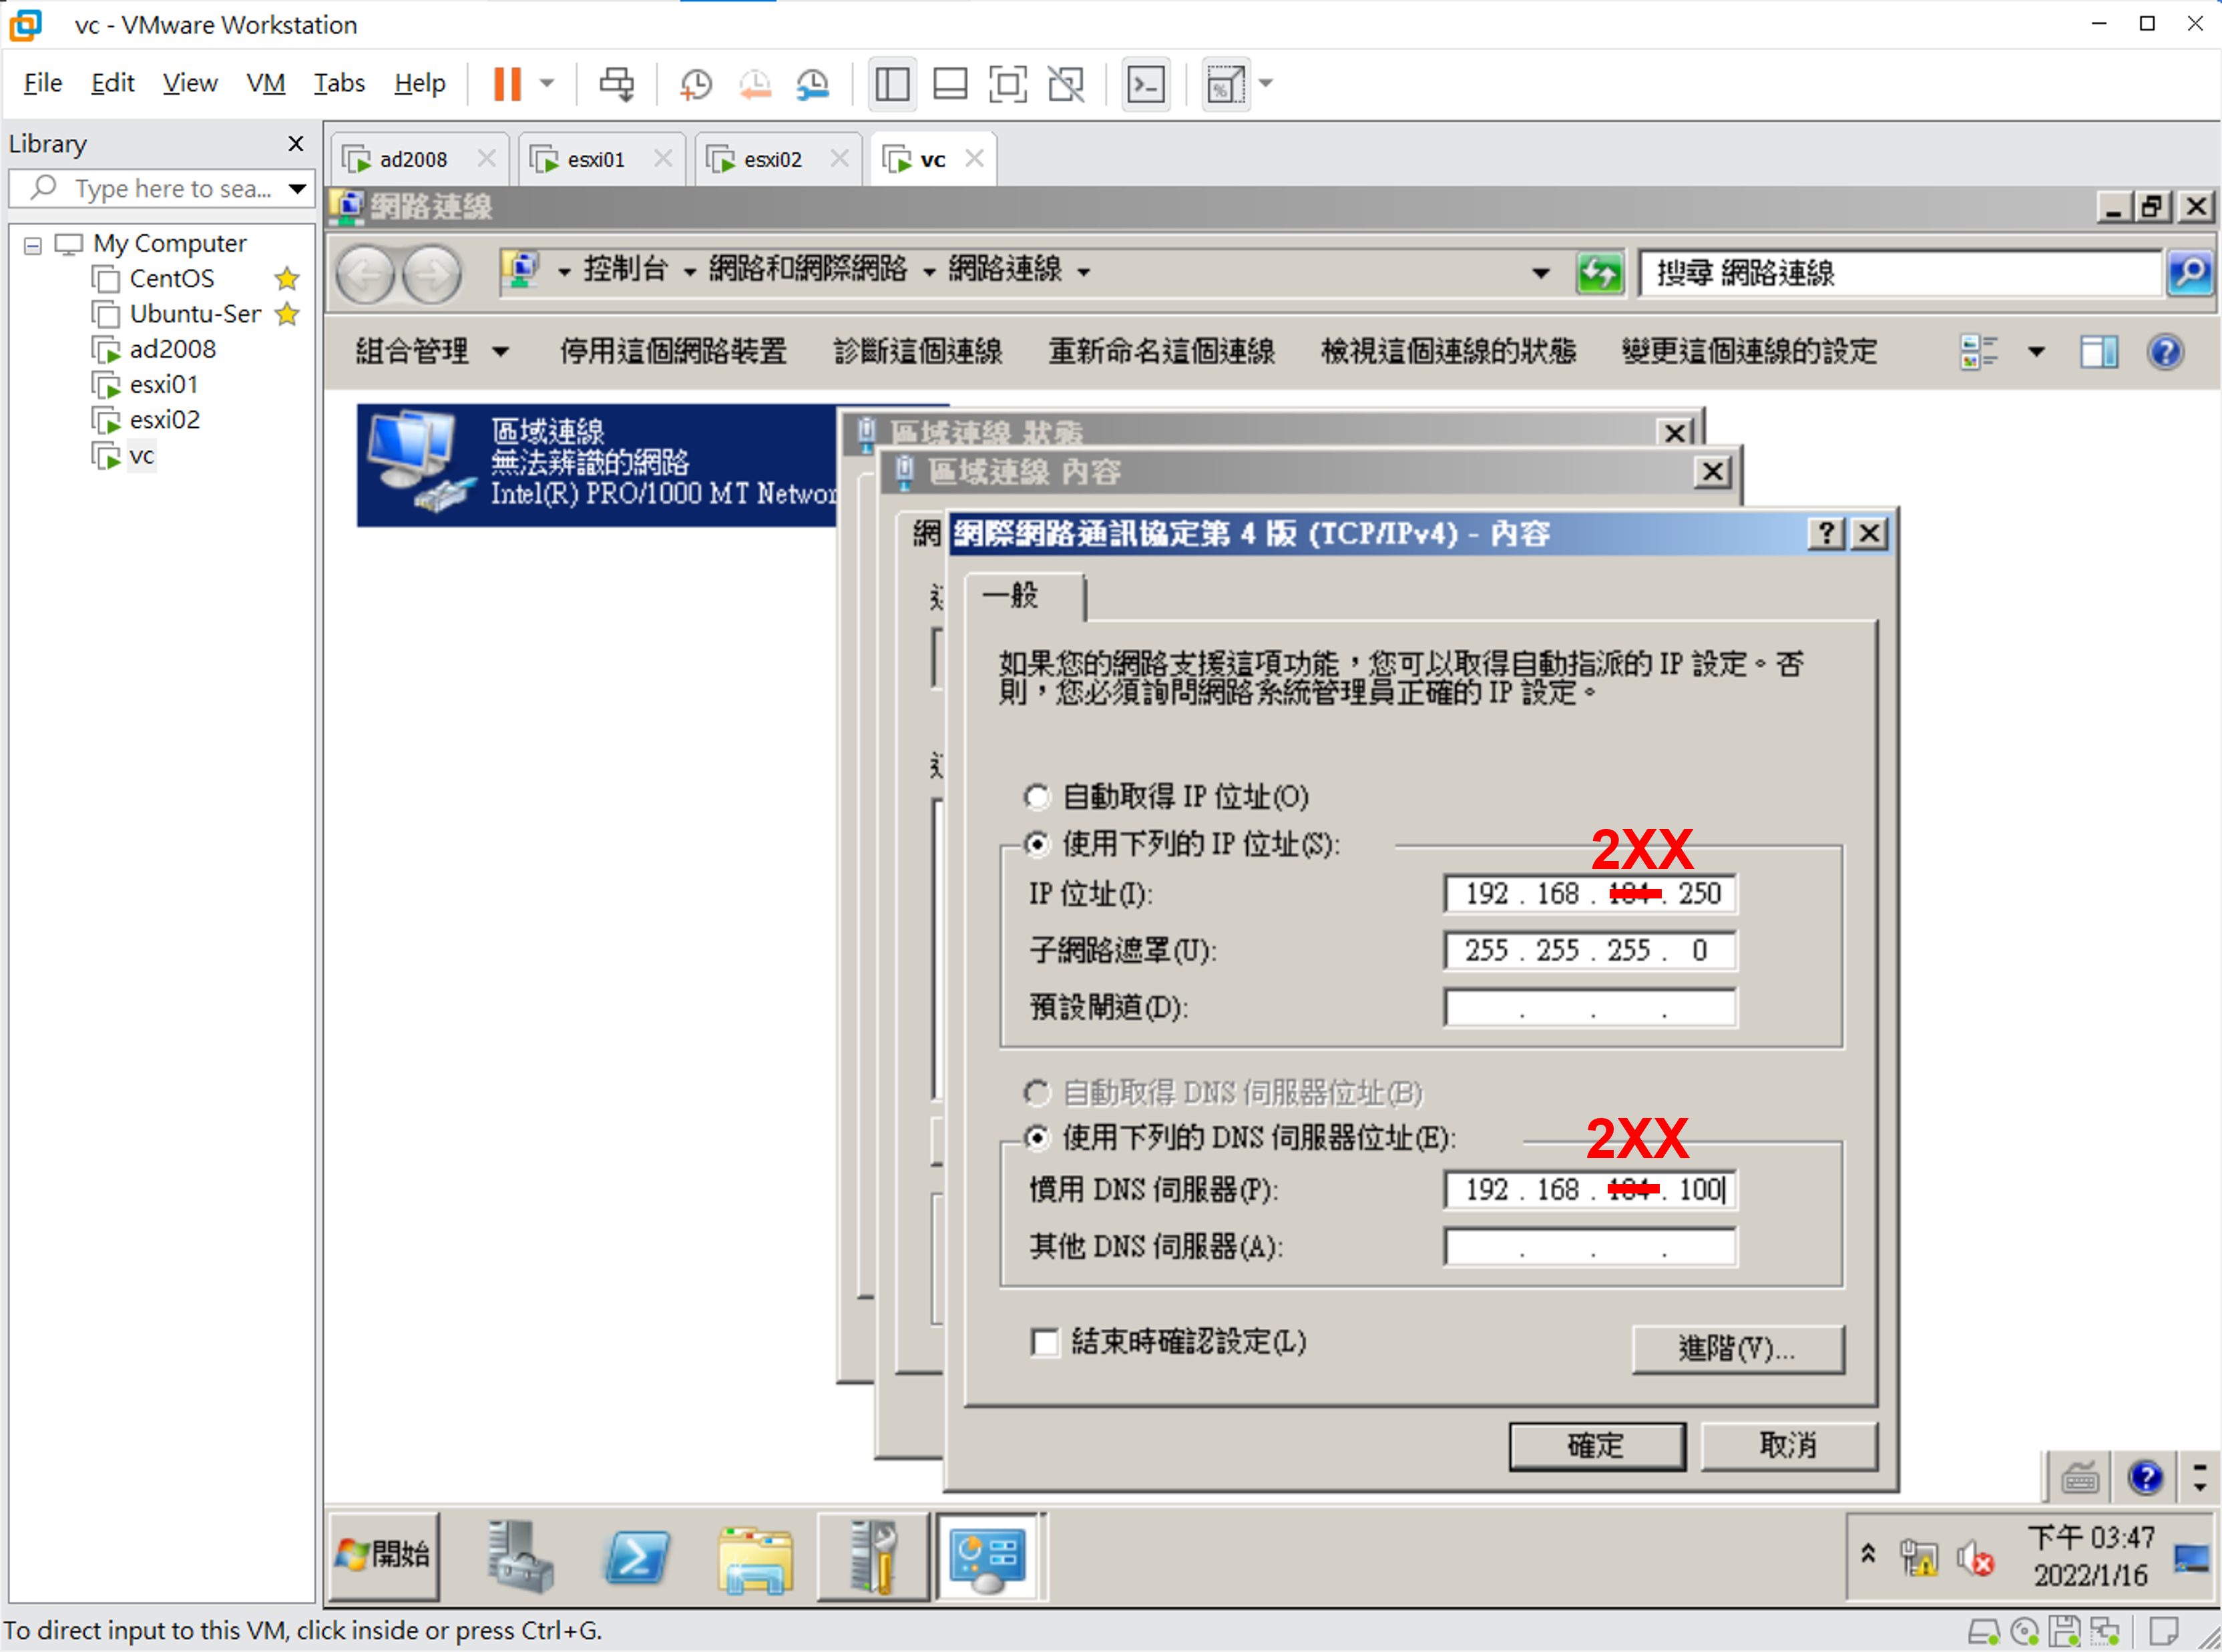 vc - VMware Workstation
File Edit View VM Tabs Help
Library
ad2008 esxi01 esxi02 vc
Type here to sea...
網路連線
My Computer
CentOS
Ubuntu-Ser
ad2008
esxi01
esxi02
vc
控制台 網路和網際網路 網路連線
搜尋 網路連線
組合管理 停用這個網路裝置 診斷這個連線 重新命名這個連線 檢視這個連線的狀態 變更這個連線的設定
區域連線
無法辨識的網路
Intel(R) PRO/1000 MT Networ
區域連線 狀態
區域連線 內容
網
網際網路通訊協定第 4 版 (TCP/IPv4) - 內容
一般
如果您的網路支援這項功能，您可以取得自動指派的 IP 設定。否
則，您必須詢問網路系統管理員正確的 IP 設定。
自動取得 IP 位址(O)
使用下列的 IP 位址(S):
2XX
IP 位址(I): 192 . 168 . 184 . 250
子網路遮罩(U): 255 . 255 . 255 . 0
預設閘道(D): . . .
自動取得 DNS 伺服器位址(B)
使用下列的 DNS 伺服器位址(E):
2XX
慣用 DNS 伺服器(P): 192 . 168 . 184 . 100
其他 DNS 伺服器(A): . . .
結束時確認設定(L)
進階(V)...
確定 取消
開始
下午 03:47
2022/1/16
To direct input to this VM, click inside or press Ctrl+G.